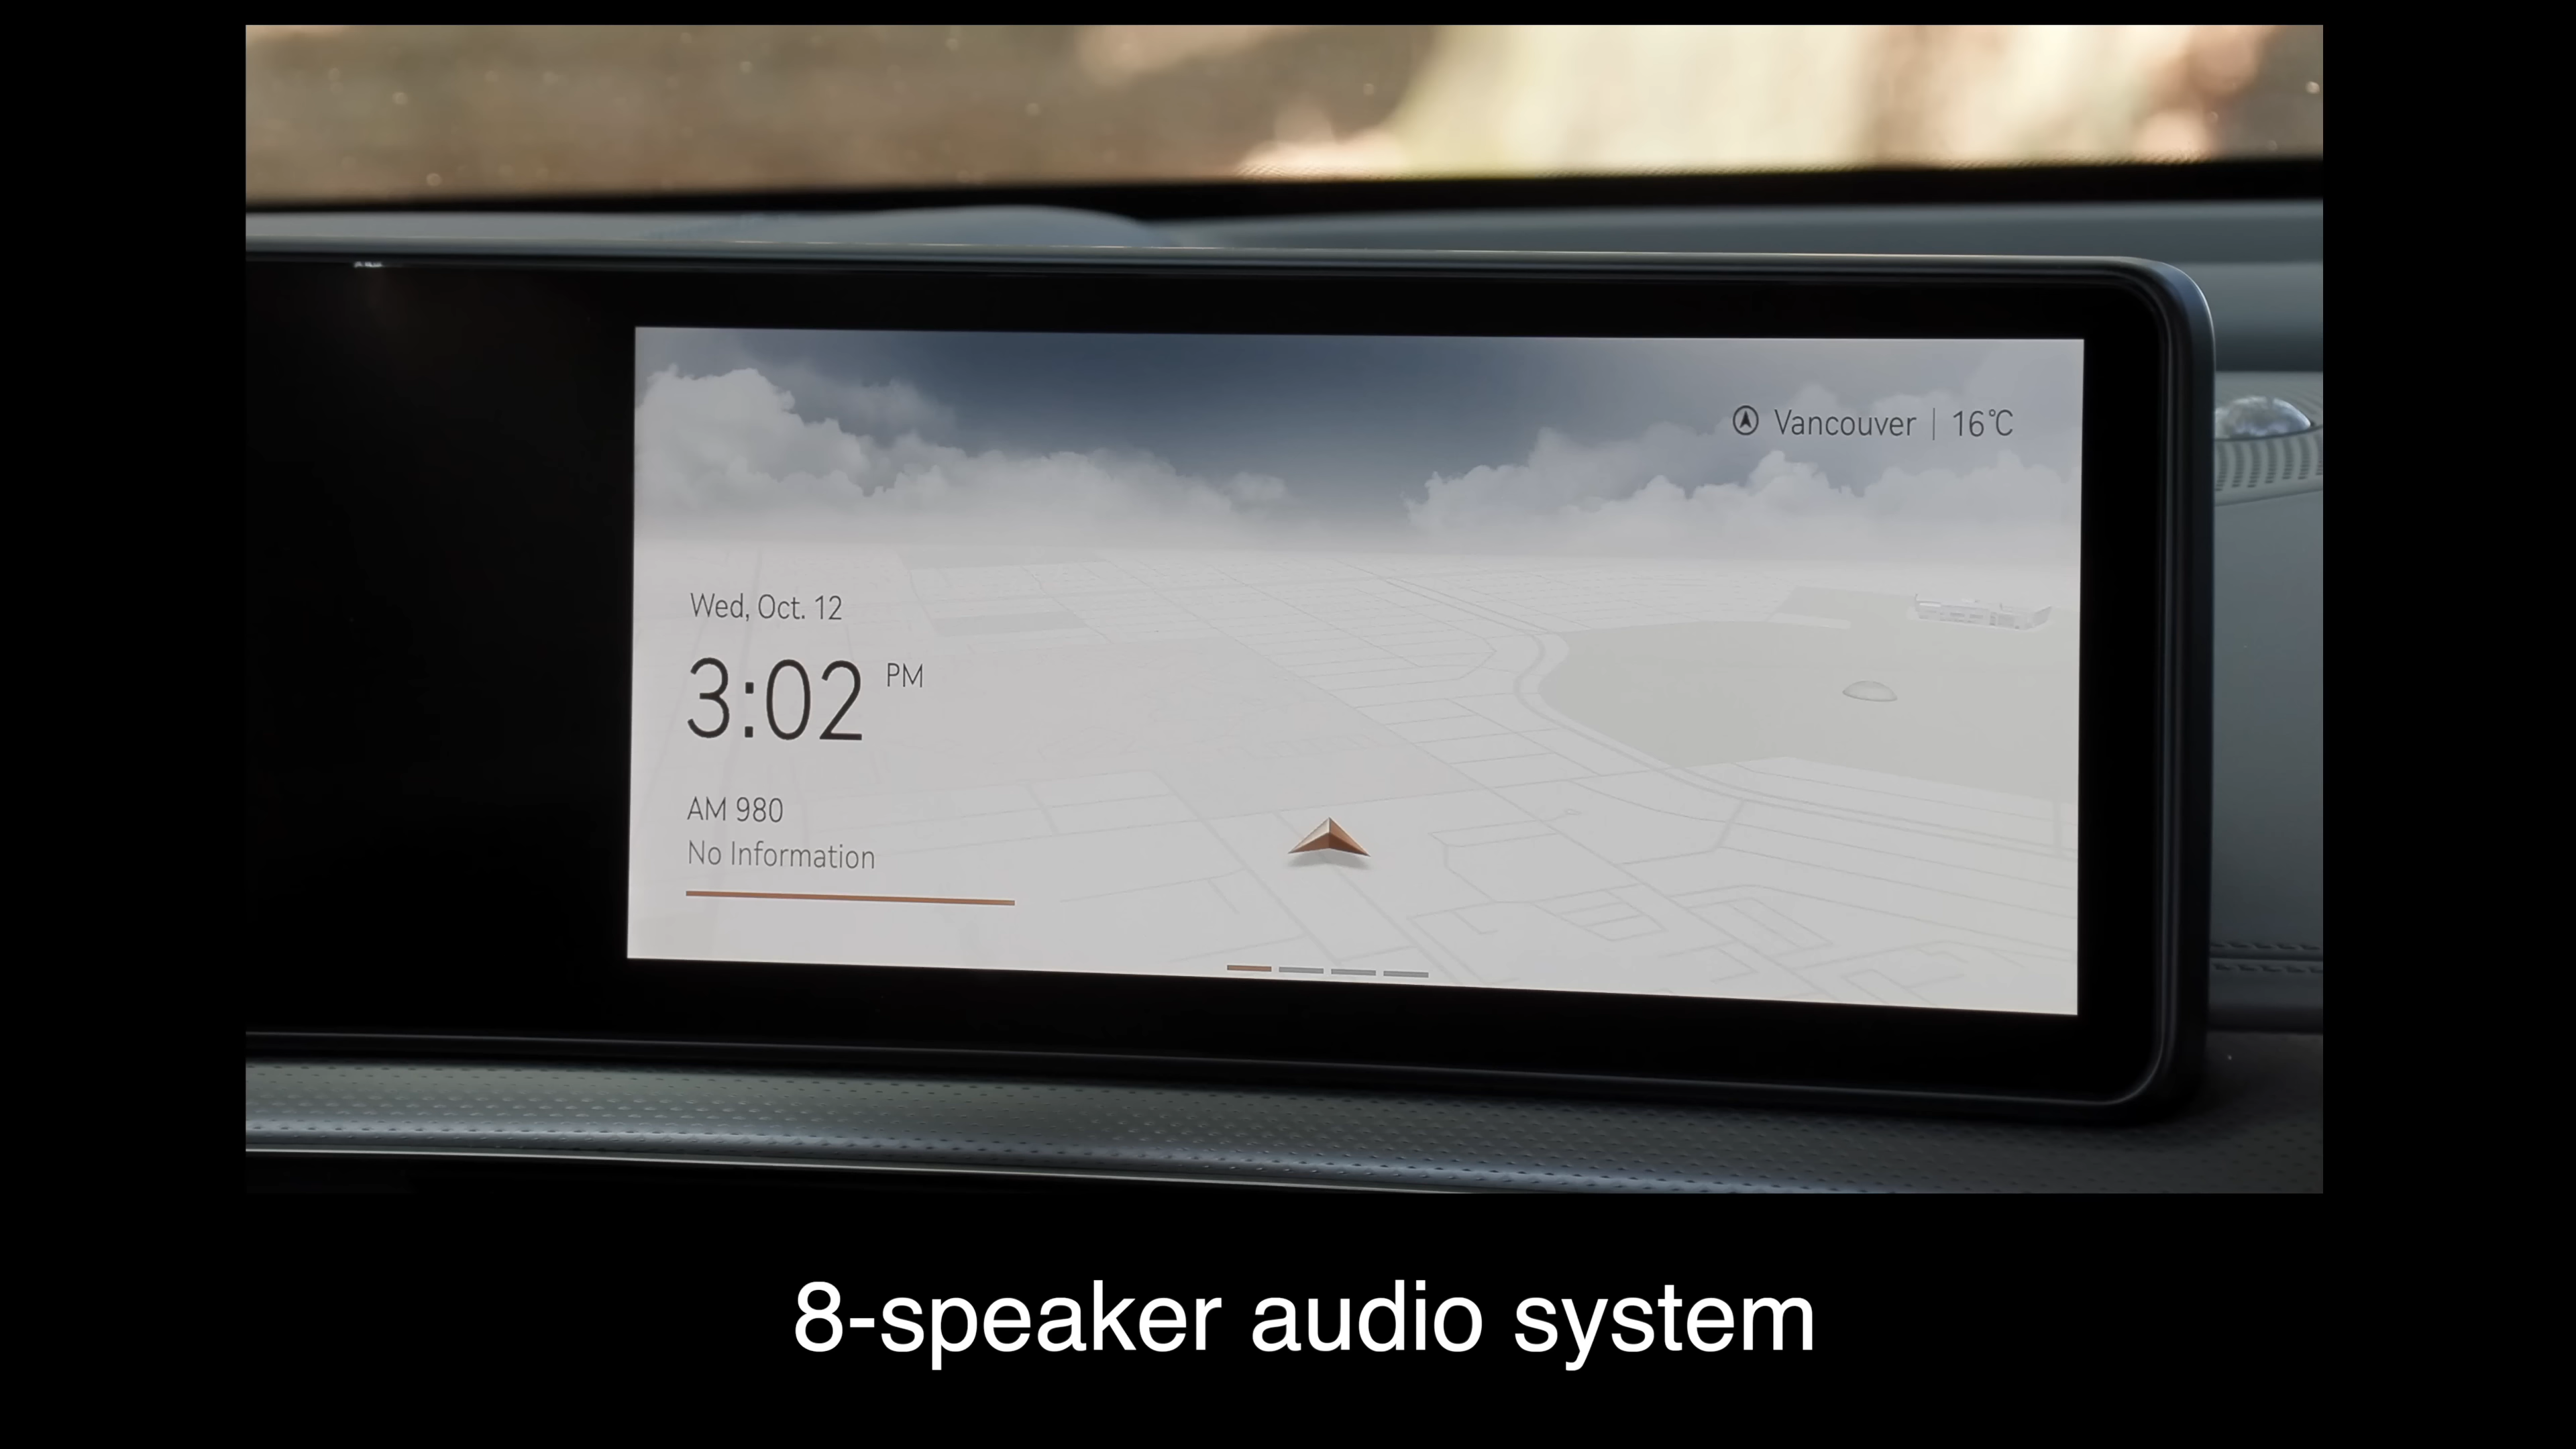 Vancouver | 16°C
Wed, Oct. 12
3:02 PM
AM 980
No Information
8-speaker audio system